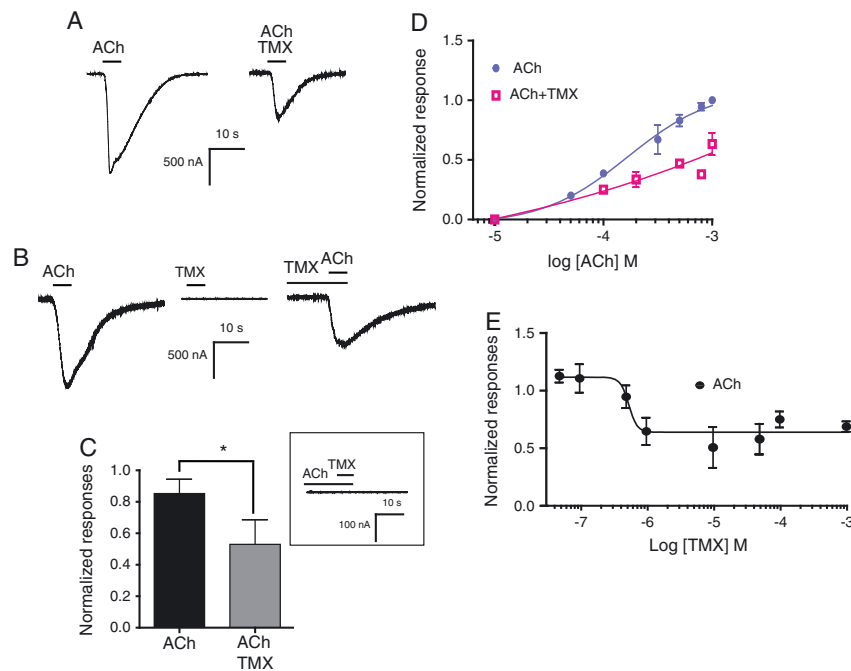 A
ACh
ACh
TMX
10 s
500 nA
B
ACh
TMX
TMX
ACh
10 s
500 nA
10 s
500 nA
C
Normalized responses
1.0
0.8
0.6
0.4
0.2
0.0
*
ACh
ACh
TMX
ACh
TMX
10 s
100 nA
D
Normalized response
1.5
1.0
0.5
0.0
ACh
ACh+TMX
-5
-4
-3
log [ACh] M
E
Normalized responses
1.5
1.0
0.5
0.0
ACh
-7
-6
-5
-4
-3
Log [TMX] M